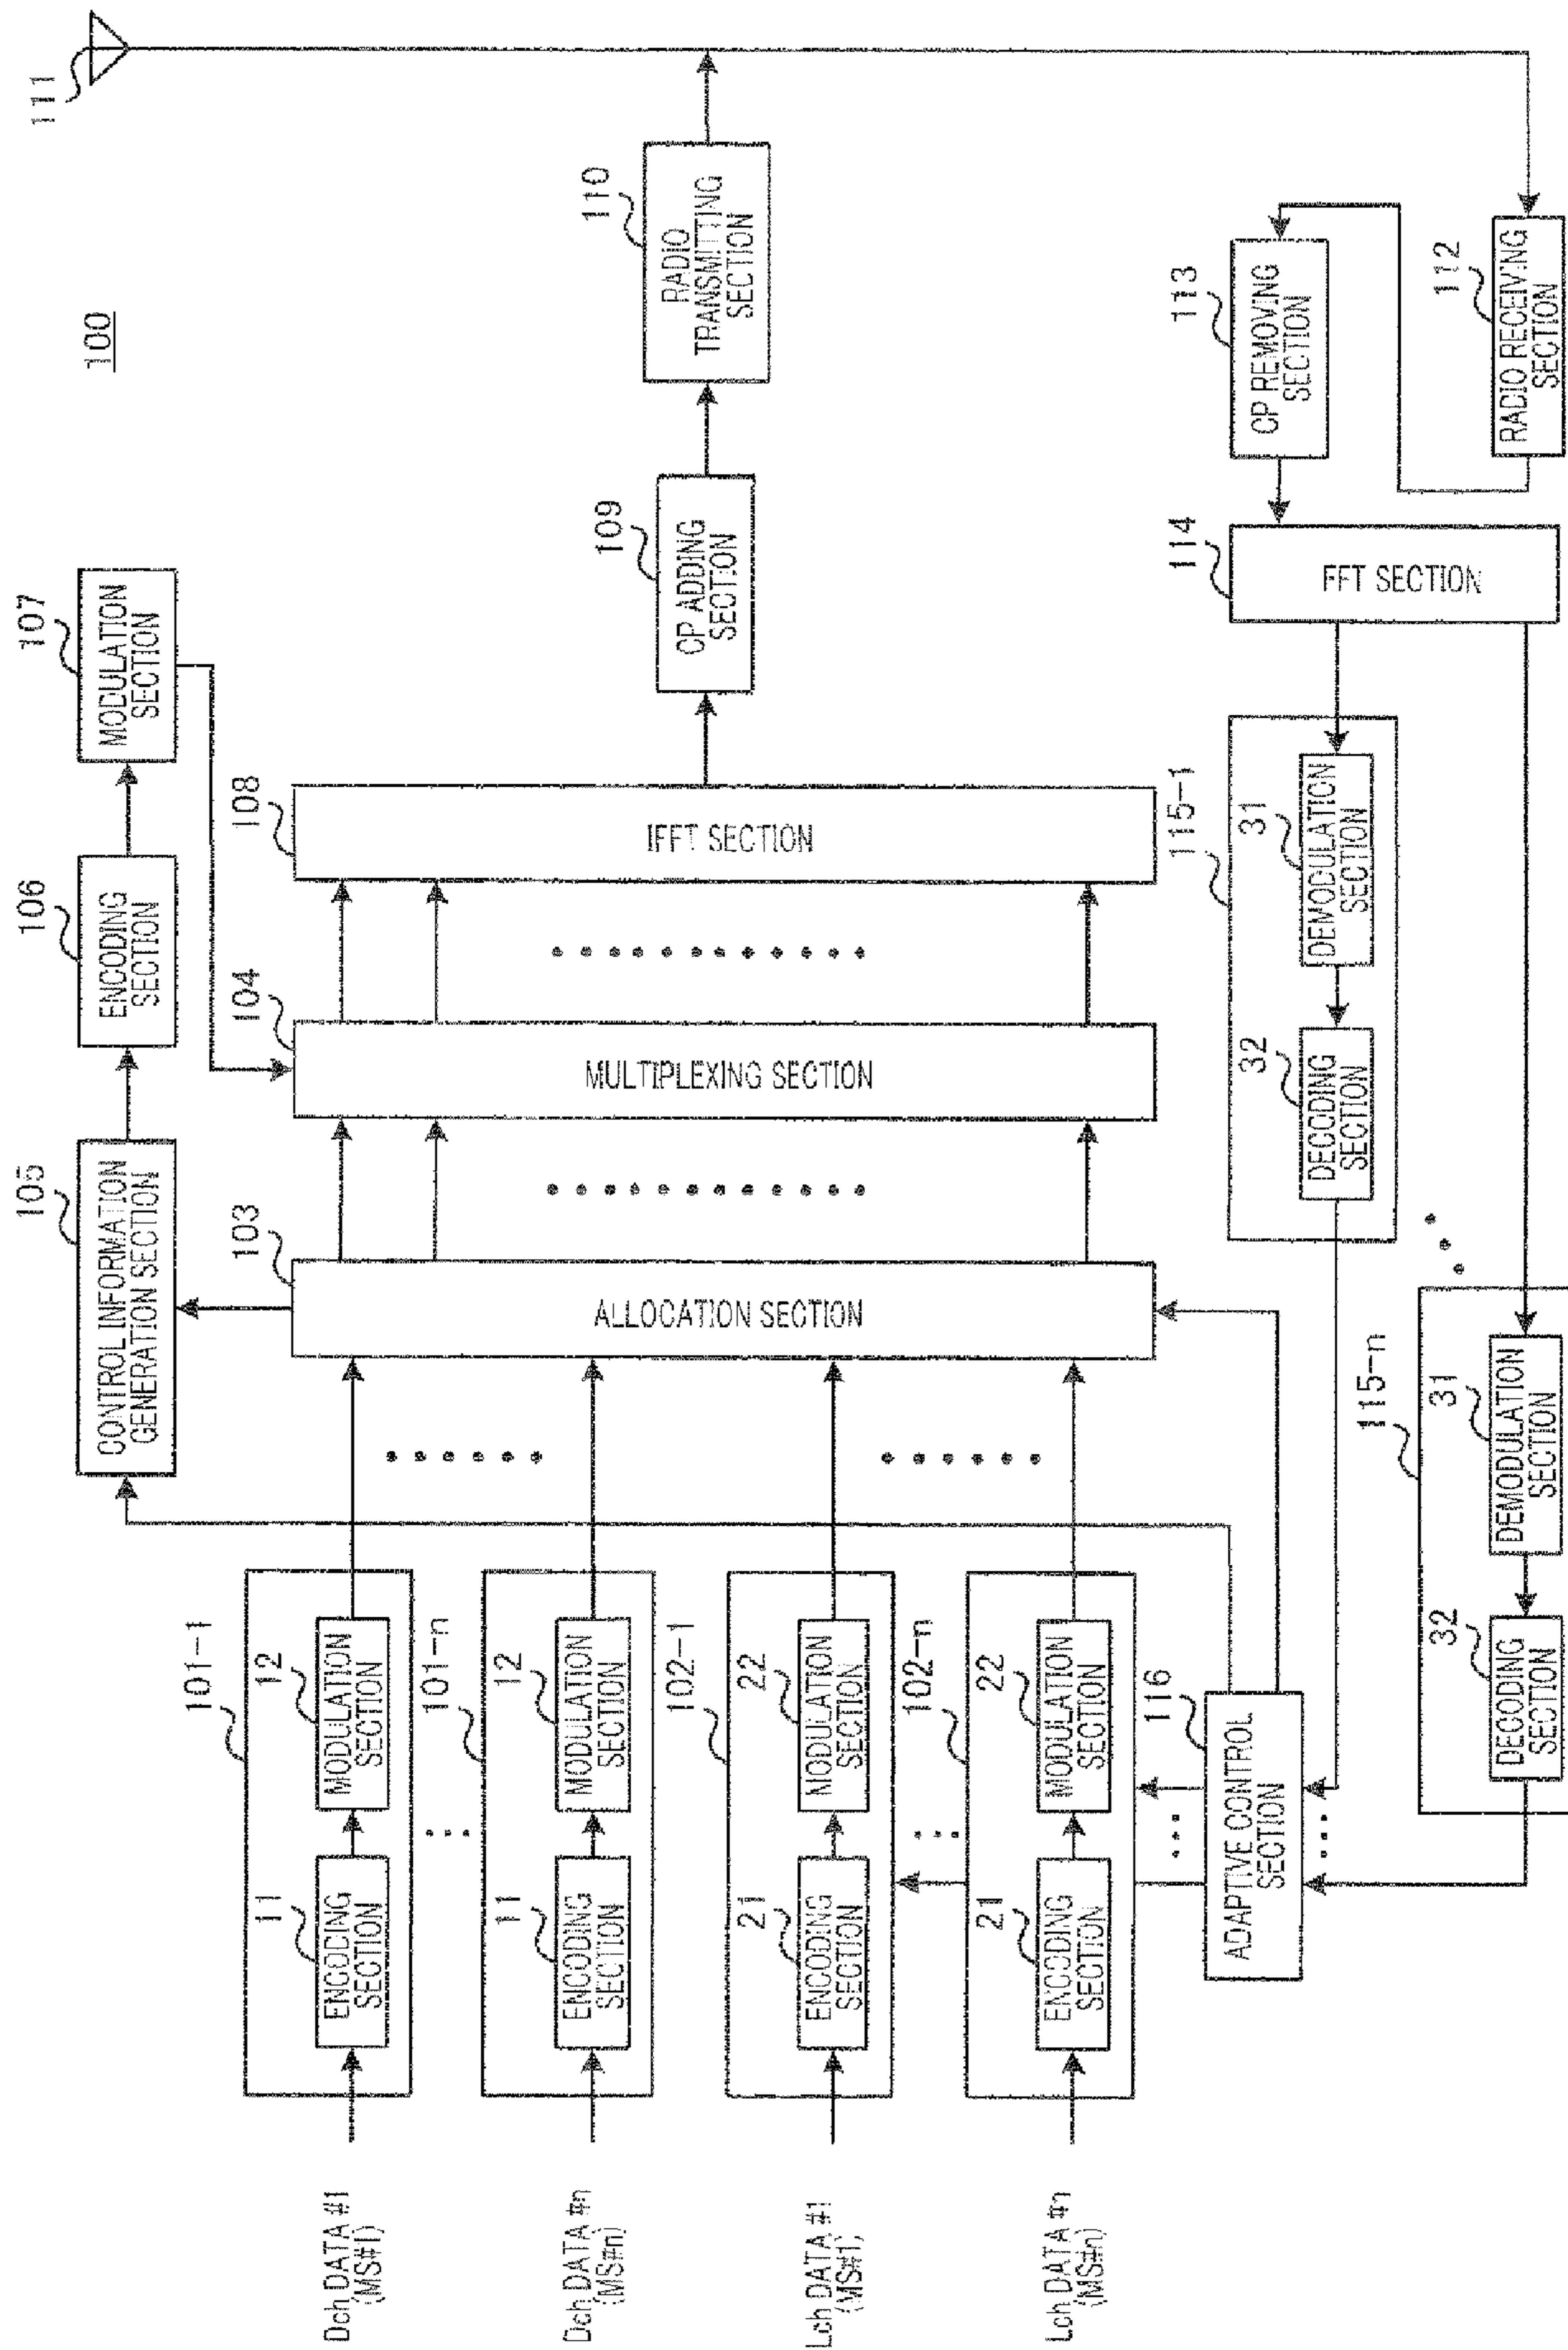 100
111
105
CONTROL INFORMATION
GENERATION SECTION
106
ENCODING
SECTION
107
MODULATION
SECTION
Dch DATA #1
(MS#1)
101-1
11
ENCODING
SECTION
12
MODULATION
SECTION
Dch DATA #n
(MS#n)
101-n
11
ENCODING
SECTION
12
MODULATION
SECTION
Lch DATA #1
(MS#1)
102-1
21
ENCODING
SECTION
22
MODULATION
SECTION
Lch DATA #n
(MS#n)
102-n
21
ENCODING
SECTION
22
MODULATION
SECTION
103
ALLOCATION SECTION
104
MULTIPLEXING SECTION
108
IFFT SECTION
109
CP ADDING
SECTION
110
RADIO
TRANSMITTING
SECTION
116
ADAPTIVE CONTROL
SECTION
115-1
32
DECODING
SECTION
31
DEMODULATION
SECTION
114
FFT SECTION
113
CP REMOVING
SECTION
115-n
32
DECODING
SECTION
31
DEMODULATION
SECTION
112
RADIO RECEIVING
SECTION